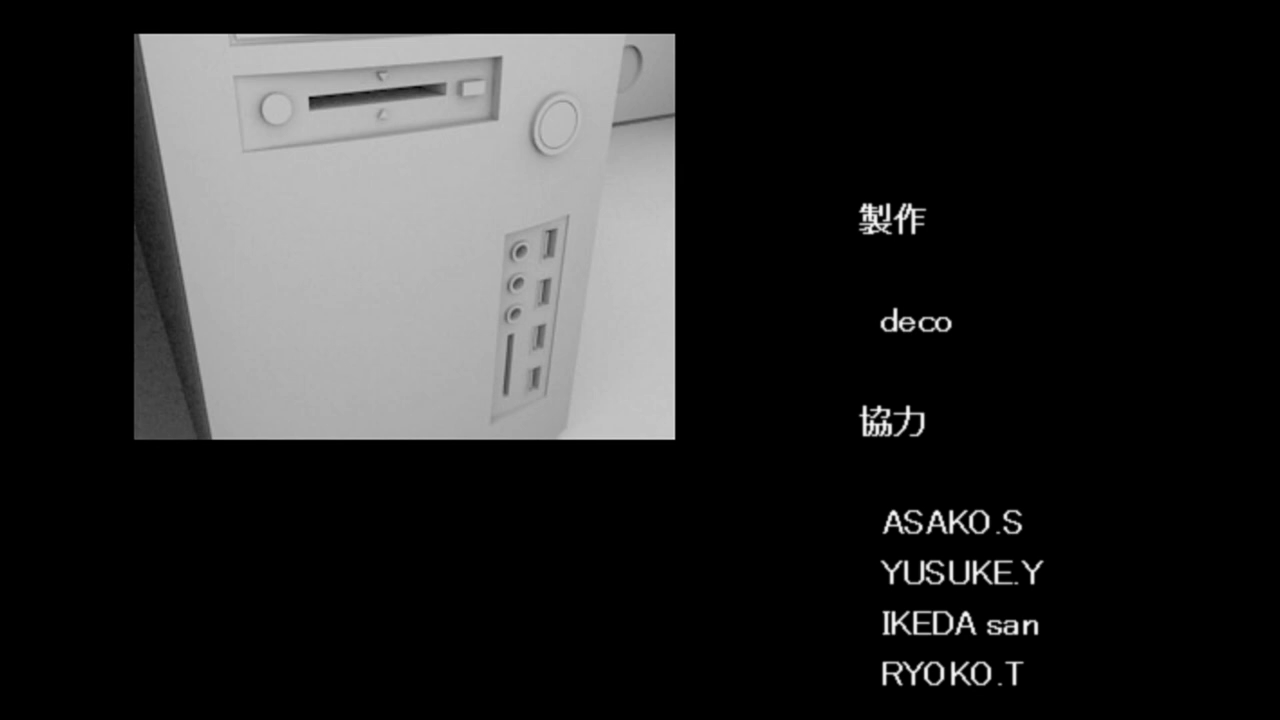 製作
deco
協力
ASAKO.S
YUSUKE.Y
IKEDA san
RYOKO.T